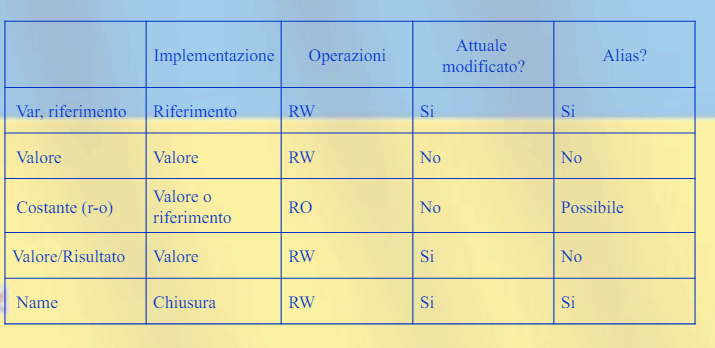 Implementazione Operazioni Attuale modificato? Alias?
Var, riferimento Riferimento RW Si Si
Valore Valore RW No No
Costante (r-o) Valore o riferimento RO No Possibile
Valore/Risultato Valore RW Si No
Name Chiusura RW Si Si